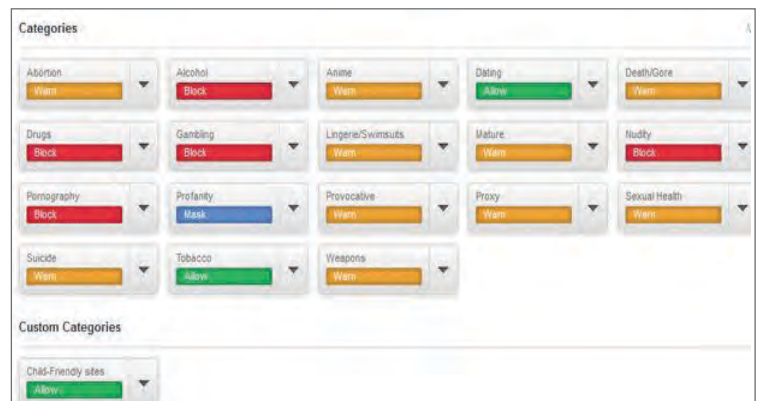 Categories
Abortion Alcohol Anime Dating Death/Gore
Warn Block Warn Allow Warn
Drugs Gambling Lingerie/Swimsuits Mature Nudity
Block Block Warn Warn Block
Pornography Profanity Provocative Proxy Sexual Health
Block Mask Warn Warn Warn
Suicide Tobacco Weapons
Warn Allow Warn
Custom Categories
Child-Friendly sites
Allow